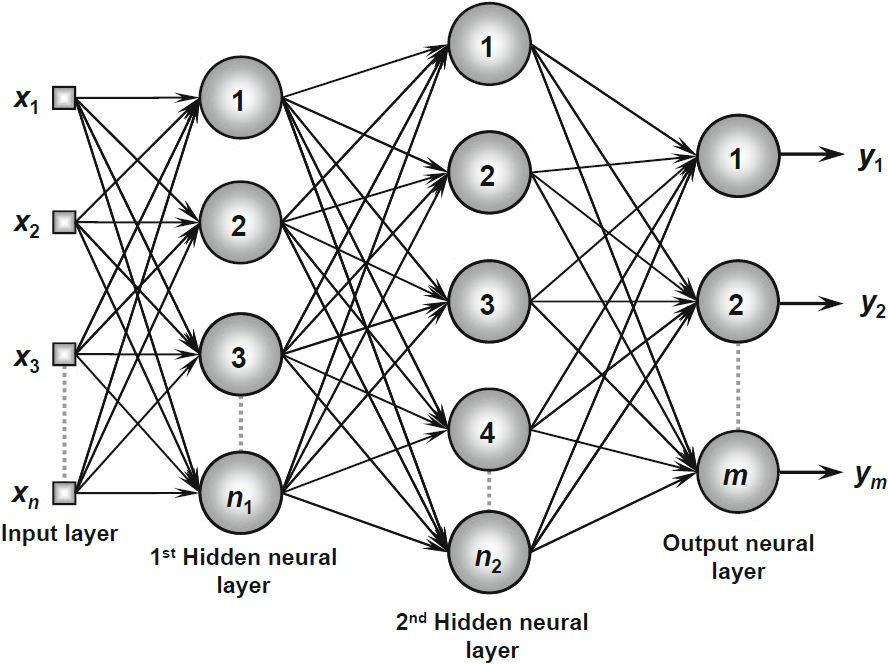 x1
x2
x3
xn
Input layer
1
2
3
n1
1st Hidden neural
layer
1
2
3
4
n2
2nd Hidden neural
layer
1
2
m
Output neural
layer
y1
y2
ym